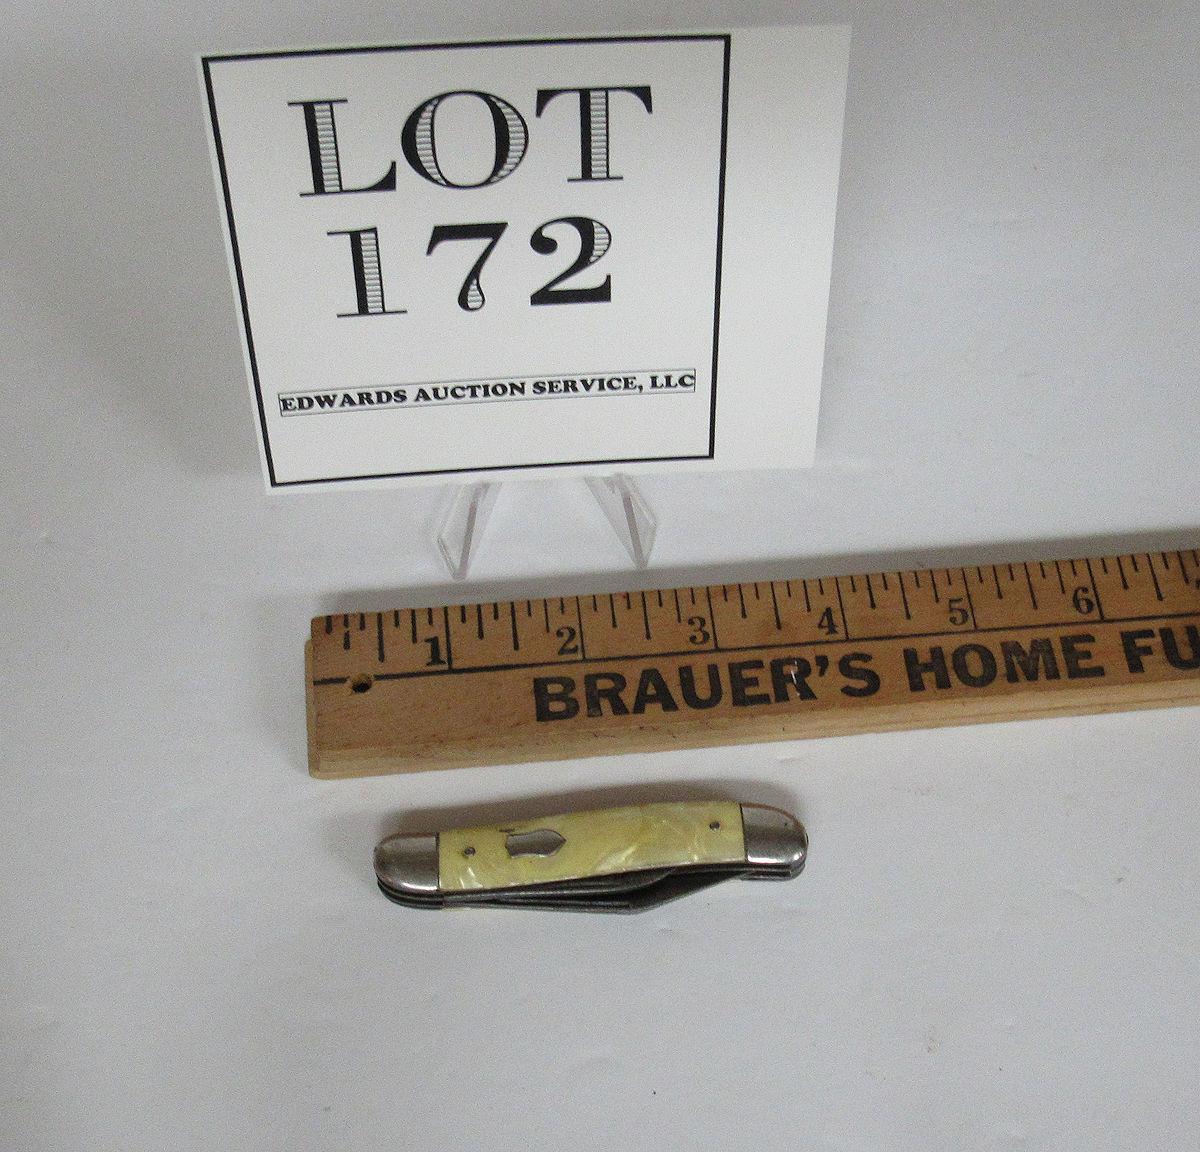 LOT
172
EDWARDS AUCTION SERVICE, LLC
1 2 3 4 5 6
BRAUER'S HOME FU